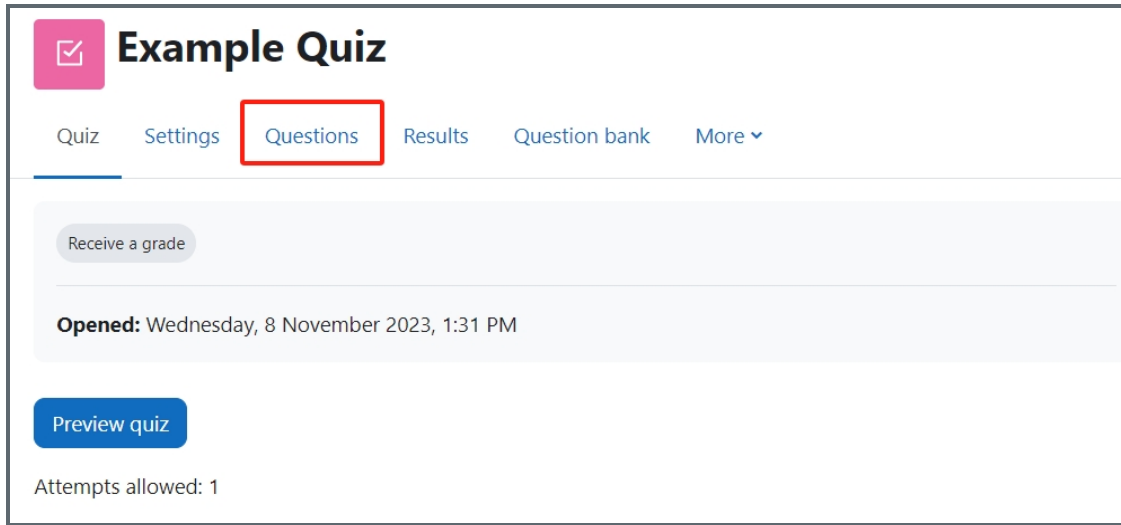 Example Quiz
Quiz Settings Questions Results Question bank More
Receive a grade
Opened: Wednesday, 8 November 2023, 1:31 PM
Preview quiz
Attempts allowed: 1